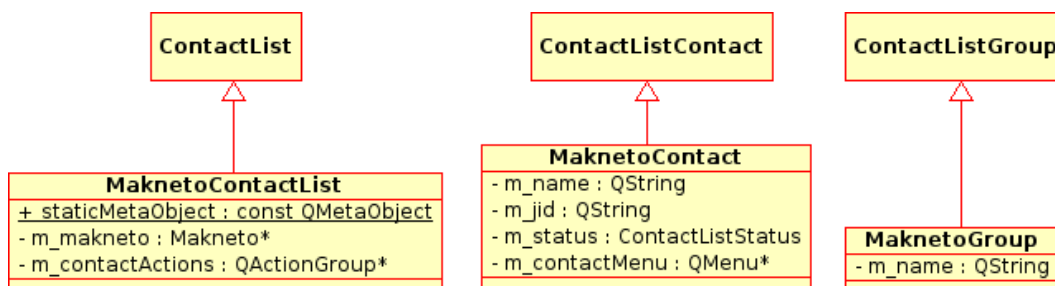 ContactList
ContactListContact
ContactListGroup
MaknetoContactList
+ staticMetaObject : const QMetaObject
- m_makneto : Makneto*
- m_contactActions : QActionGroup*
MaknetoContact
- m_name : QString
- m_jid : QString
- m_status : ContactListStatus
- m_contactMenu : QMenu*
MaknetoGroup
- m_name : QString